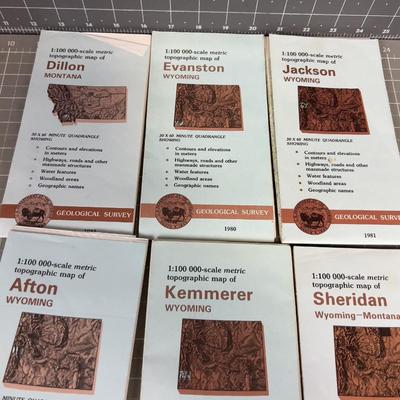 1:100 000-scale metric
topographic map of
Dillon
MONTANA
30 X 60 MINUTE QUADRANGLE
SHOWING
• Contours and elevations
in meters
• Highways, roads and other
manmade structures
• Water features
• Woodland areas
• Geographic names
GEOLOGICAL SURVEY
1:100 000-scale metric
topographic map of
Evanston
WYOMING
30 X 60 MINUTE QUADRANGLE
SHOWING
• Contours and elevations
in meters
• Highways, roads and other
manmade structures
• Water features
• Woodland areas
• Geographic names
GEOLOGICAL SURVEY
1980
1:100 000-scale metric
topographic map of
Jackson
WYOMING
30 X 60 MINUTE QUADRANGLE
SHOWING
• Contours and elevations
in meters
• Highways, roads and other
manmade structures
• Water features
• Woodland areas
• Geographic names
GEOLOGICAL SURVEY
1981
1:100 000-scale metric
topographic map of
Afton
WYOMING
MINUTE QUADRANGLE
1:100 000-scale metric
topographic map of
Kemmerer
WYOMING
1:100 000-scale metric
topographic map of
Sheridan
Wyoming–Montana